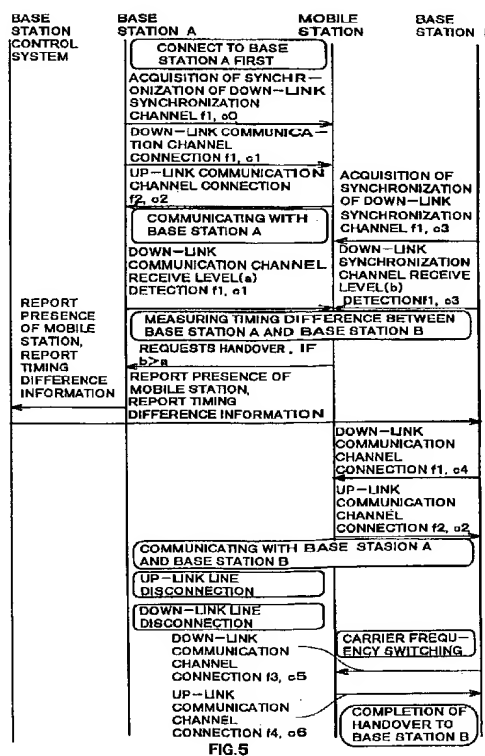 BASE
STATION
CONTROL
SYSTEM
BASE
STATION A
MOBILE
STATION
BASE
STATION
CONNECT TO BASE
STATION A FIRST
ACQUISITION OF SYNCHR-
ONIZATION OF DOWN-LINK
SYNCHRONIZATION
CHANNEL f1, c0
DOWN-LINK COMMUNICA-
TION CHANNEL
CONNECTION f1, c1
UP-LINK COMMUNICATION
CHANNEL CONNECTION
f2, c2
ACQUISITION OF
SYNCHRONIZATION
OF DOWN-LINK
SYNCHRONIZATION
CHANNEL f1, c3
COMMUNICATING WITH
BASE STATION A
DOWN-LINK
COMMUNICATION CHANNEL
RECEIVE LEVEL(a)
DETECTION f1, c1
DOWN-LINK
SYNCHRONIZATION
CHANNEL RECEIVE
LEVEL(b)
DETECTIONf1, c3
MEASURING TIMING DIFFERENCE BETWEEN
BASE STATION A AND BASE STATION B
REQUESTS HANDOVER, IF
b>a
REPORT
PRESENCE
OF MOBILE
STATION,
REPORT
TIMING
DIFFERENCE
INFORMATION
REPORT PRESENCE OF
MOBILE STATION,
REPORT TIMING
DIFFERENCE INFORMATION
DOWN-LINK
COMMUNICATION
CHANNEL
CONNECTION f1, c4
UP-LINK
COMMUNICATION
CHANNEL
CONNECTION f2, c2
COMMUNICATING WITH BASE STASION A
AND BASE STATION B
UP-LINK LINE
DISCONNECTION
DOWN-LINK LINE
DISCONNECTION
DOWN-LINK
COMMUNICATION
CHANNEL
CONNECTION f3, c5
CARRIER FREQU-
ENCY SWITCHING
UP-LINK
COMMUNICATION
CHANNEL
CONNECTION f4, c6
COMPLETION OF
HANDOVER TO
BASE STATION B
FIG.5